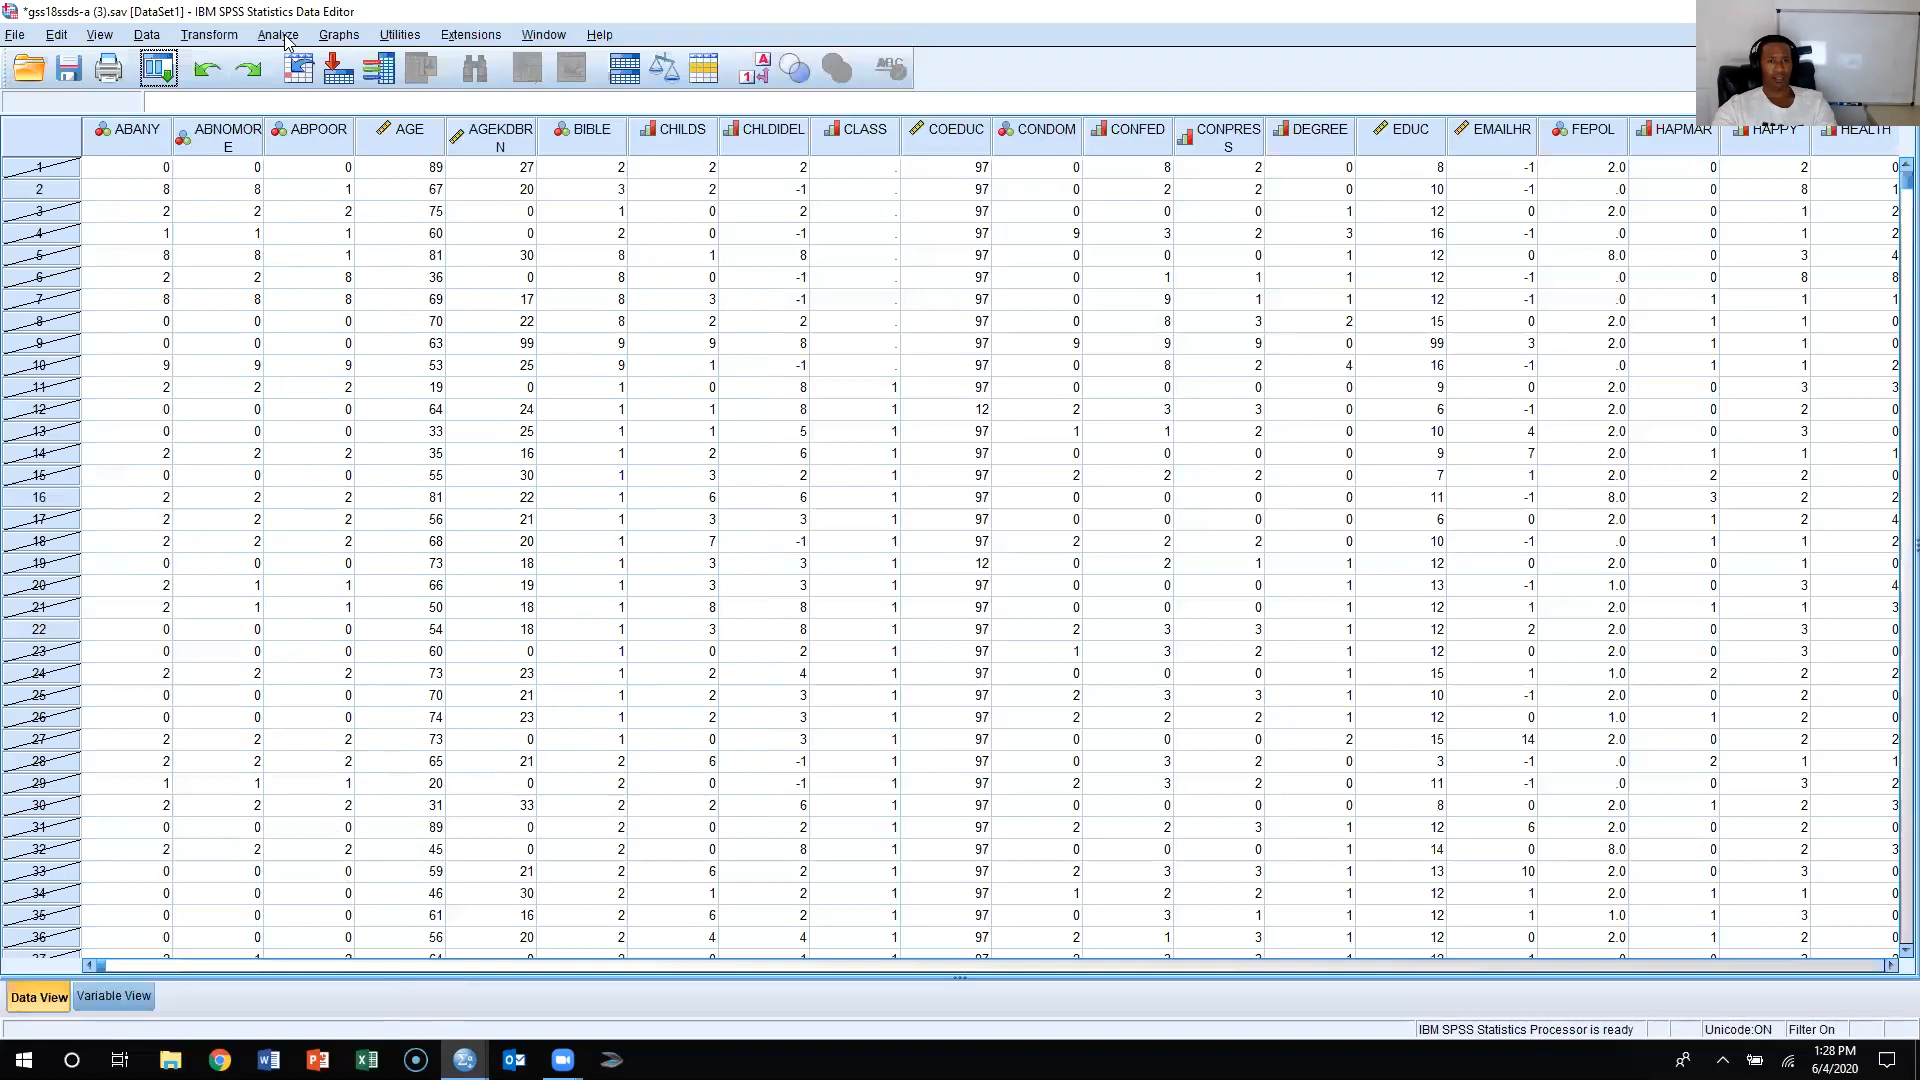 *gss18ssds-a (3).sav [DataSet1] - IBM SPSS Statistics Data Editor
File Edit View Data Transform Analyze Graphs Utilities Extensions Window Help
ABANY ABNOMORE ABPOOR AGE AGEKDBRN BIBLE CHILDS CHLDIDEL CLASS COEDUC CONDOM CONFED CONPRESS DEGREE EDUC EMAILHR FEPOL HAPMAR HAPPY HEALTH
1 0 0 0 89 27 2 2 2 . 97 0 8 2 0 8 -1 2.0 0 2 0
2 8 8 1 67 20 3 2 -1 . 97 0 2 2 0 10 -1 .0 0 8 1
3 2 2 2 75 0 1 0 2 . 97 0 0 0 1 12 0 2.0 0 1 2
4 1 1 1 60 0 2 0 -1 . 97 9 3 2 3 16 -1 .0 0 1 2
5 8 8 1 81 30 8 1 8 . 97 0 0 0 1 12 0 8.0 0 3 4
6 2 2 8 36 0 8 0 -1 . 97 0 1 1 1 12 -1 .0 0 8 8
7 8 8 8 69 17 8 3 -1 . 97 0 9 1 1 12 -1 .0 1 1 1
8 0 0 0 70 22 8 2 2 . 97 0 8 3 2 15 0 2.0 1 1 0
9 0 0 0 63 99 9 9 8 . 97 9 9 9 0 99 3 2.0 1 1 0
10 9 9 9 53 25 9 1 -1 . 97 0 8 2 4 16 -1 .0 1 1 2
11 2 2 2 19 0 1 0 8 1 97 0 0 0 0 9 0 2.0 0 3 3
12 0 0 0 64 24 1 1 8 1 12 2 3 3 0 6 -1 2.0 0 2 0
13 0 0 0 33 25 1 1 5 1 97 1 1 2 0 10 4 2.0 0 3 0
14 2 2 2 35 16 1 2 6 1 97 0 0 0 0 9 7 2.0 1 1 1
15 0 0 0 55 30 1 3 2 1 97 2 2 2 0 7 1 2.0 2 2 0
16 2 2 2 81 22 1 6 6 1 97 0 0 0 0 11 -1 8.0 3 2 2
17 2 2 2 56 21 1 3 3 1 97 0 0 0 0 6 0 2.0 1 2 4
18 2 2 2 68 20 1 7 -1 1 97 2 2 2 0 10 -1 .0 1 1 2
19 0 0 0 73 18 1 3 3 1 12 0 2 1 1 12 0 2.0 0 1 0
20 2 1 1 66 19 1 3 3 1 97 0 0 0 1 13 -1 1.0 0 3 4
21 2 1 1 50 18 1 8 8 1 97 0 0 0 1 12 1 2.0 1 1 3
22 0 0 0 54 18 1 3 8 1 97 2 3 3 1 12 2 2.0 0 3 0
23 0 0 0 60 0 1 0 2 1 97 1 3 2 1 12 0 2.0 0 3 0
24 2 2 2 73 23 1 2 4 1 97 0 0 0 1 15 1 1.0 2 2 2
25 0 0 0 70 21 1 2 3 1 97 2 3 3 1 10 -1 2.0 0 2 0
26 0 0 0 74 23 1 2 3 1 97 2 2 2 1 12 0 1.0 1 2 0
27 2 2 2 73 0 1 0 3 1 97 0 0 0 2 15 14 2.0 0 2 2
28 2 2 2 65 21 2 6 -1 1 97 0 3 2 0 3 -1 .0 2 1 1
29 1 1 1 20 0 2 0 -1 1 97 2 3 2 0 11 -1 .0 0 3 2
30 2 2 2 31 33 2 2 6 1 97 0 0 0 0 8 0 2.0 1 2 3
31 0 0 0 89 0 2 0 2 1 97 2 2 3 1 12 6 2.0 0 2 0
32 2 2 2 45 0 2 0 8 1 97 0 0 0 1 14 0 8.0 0 2 3
33 0 0 0 59 21 2 6 2 1 97 2 3 3 1 13 10 2.0 0 3 0
34 0 0 0 46 30 2 1 2 1 97 1 2 2 1 12 1 2.0 1 1 0
35 0 0 0 61 16 2 6 2 1 97 0 3 1 1 12 1 1.0 1 3 0
36 0 0 0 56 20 2 4 4 1 97 2 1 3 1 12 0 2.0 1 2 0
Data View Variable View
IBM SPSS Statistics Processor is ready Unicode:ON Filter On
1:28 PM
6/4/2020